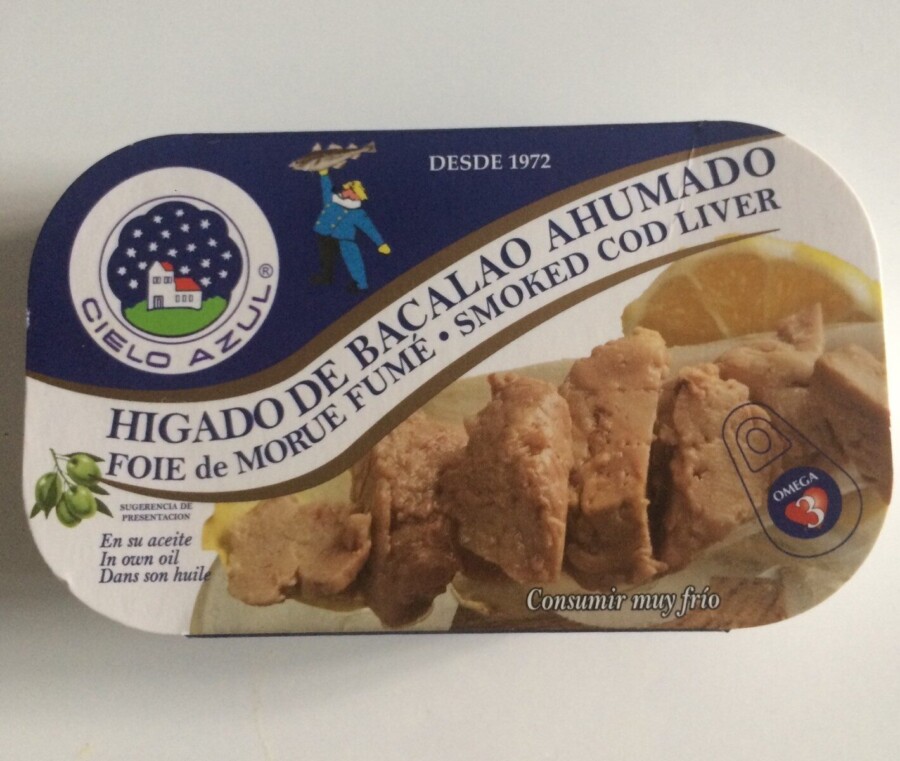 DESDE 1972
CIELO AZUL®
HIGADO DE BACALAO AHUMADO
FOIE de MORUE FUMÉ • SMOKED COD LIVER
SUGERENCIA DE
PRESENTACION
En su aceite
In own oil
Dans son huile
OMEGA
3
Consumir muy frío